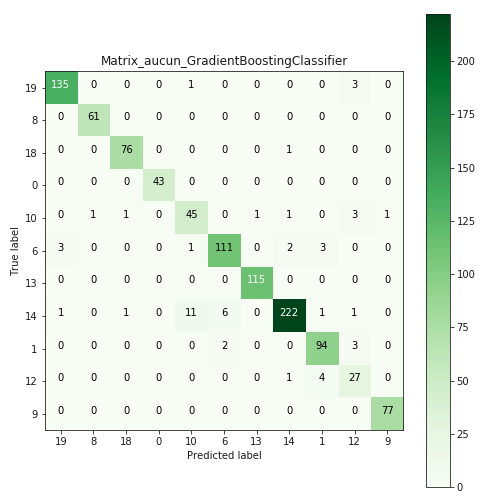 Matrix_aucun_GradientBoostingClassifier
19 135 0 0 0 1 0 0 0 0 3 0
8 0 61 0 0 0 0 0 0 0 0 0
18 0 0 76 0 0 0 0 1 0 0 0
0 0 0 0 43 0 0 0 0 0 0 0
10 0 1 1 0 45 0 1 1 0 3 1
6 3 0 0 0 1 111 0 2 3 0 0
13 0 0 0 0 0 0 115 0 0 0 0
14 1 0 1 0 11 6 0 222 1 1 0
1 0 0 0 0 0 2 0 0 94 3 0
12 0 0 0 0 0 0 0 1 4 27 0
9 0 0 0 0 0 0 0 0 0 0 77
19 8 18 0 10 6 13 14 1 12 9
Predicted label
True label
200
175
150
125
100
75
50
25
0